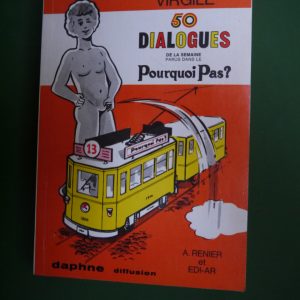 VIRGILE
50
DIALOGUES
DE LA SEMAINE
PARUS DANS LE
Pourquoi Pas?
Pourquoi Pas?
13
A. RENIER
et
EDI-AR
daphne diffusion